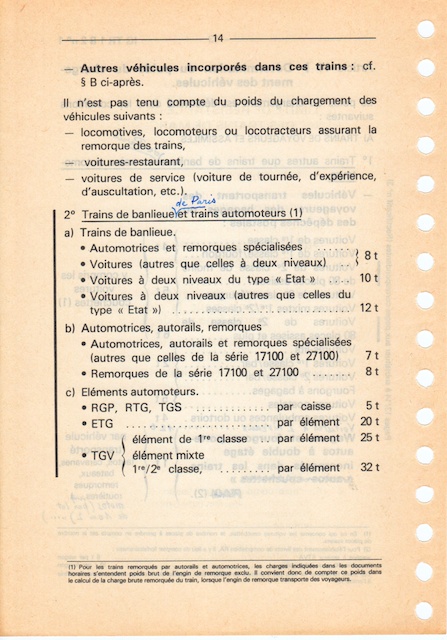 14
— Autres véhicules incorporés dans ces trains : cf.
§ B ci-après.
Il n'est pas tenu compte du poids du chargement des
véhicules suivants :
— locomotives, locomoteurs ou locotracteurs assurant la
remorque des trains,
— voitures-restaurant,
— voitures de service (voiture de tournée, d'expérience,
d'auscultation, etc.).
de Paris
2° Trains de banlieue et trains automoteurs (1)
a) Trains de banlieue.
• Automotrices et remorques spécialisées ......
• Voitures (autres que celles à deux niveaux) . } 8 t
• Voitures à deux niveaux du type « Etat » .... 10 t
• Voitures à deux niveaux (autres que celles du
type « Etat ») .......................... 12 t
b) Automotrices, autorails, remorques
• Automotrices, autorails et remorques spécialisées
(autres que celles de la série 17100 et 27100) 7 t
• Remorques de la série 17100 et 27100 ....... 8 t
c) Eléments automoteurs.
• RGP, RTG, TGS ............ par caisse 5 t
• ETG ..................... par élément 20 t
• TGV { élément de 1re classe .... par élément 25 t
élément mixte
1re/2e classe, ........ par élément 32 t
(1) Pour les trains remorqués par autorails et automotrices, les charges indiquées dans les documents
horaires s'entendent poids brut de l'engin de remorque exclu. Il convient donc de compter ce poids dans
le calcul de la charge brute remorquée du train, lorsque l'engin de remorque transporte des voyageurs.